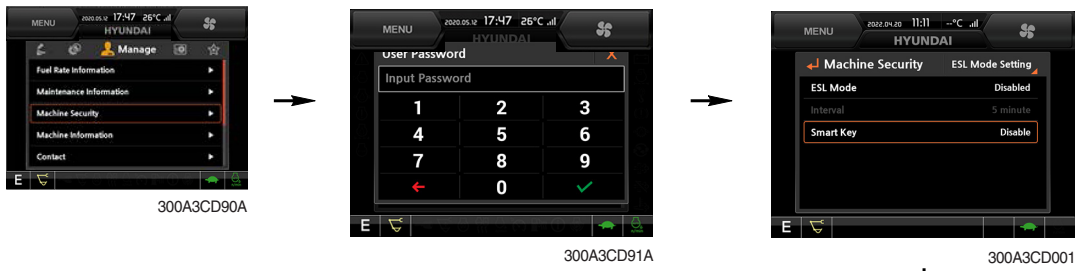 MENU
2020.05.12 17:47 26°C
HYUNDAI
Manage
Fuel Rate Information
Maintenance Information
Machine Security
Machine Information
Contact
E
300A3CD90A
MENU
2020.05.12 17:47 26°C
HYUNDAI
User Password X
Input Password
1 2 3
4 5 6
7 8 9
0
E
300A3CD91A
MENU
2022.04.20 11:11 --°C
HYUNDAI
Machine Security ESL Mode Setting
ESL Mode Disabled
Interval 5 minute
Smart Key Disable
E
300A3CD001